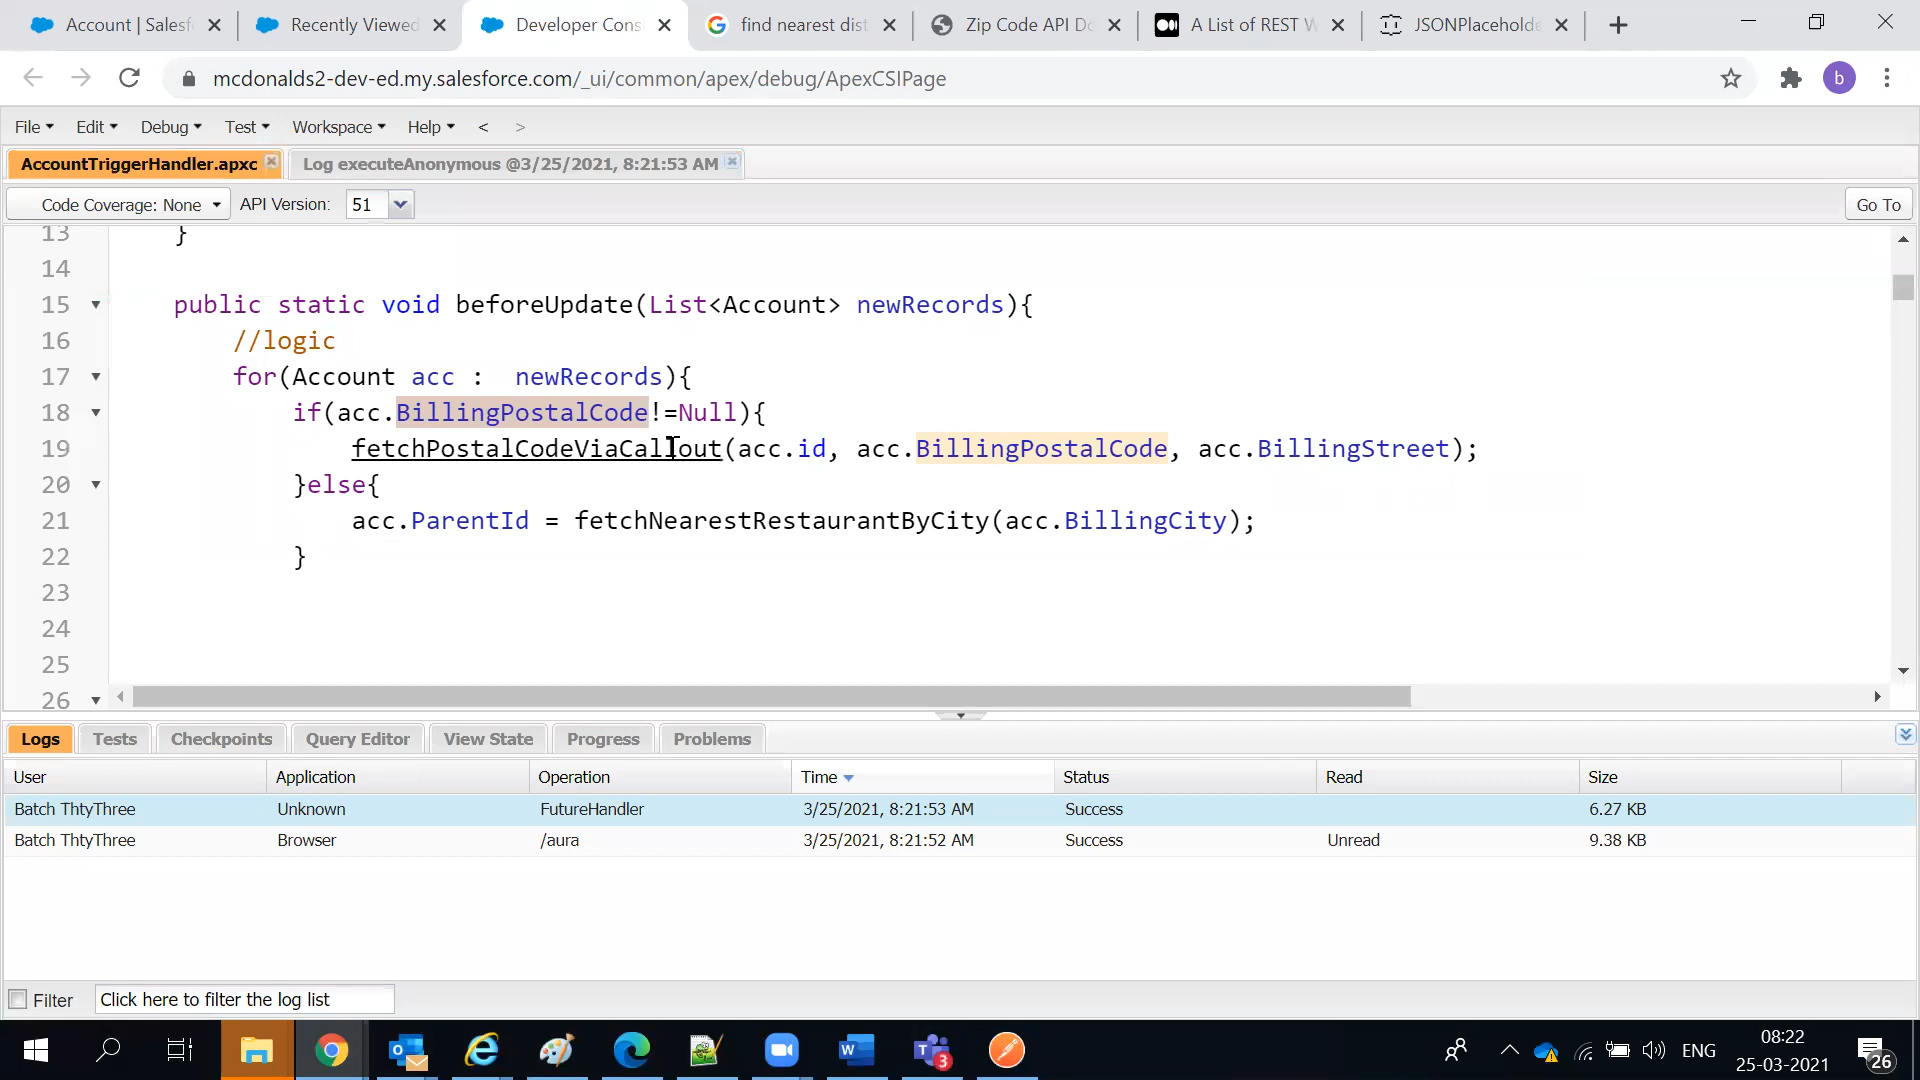 Account | Salesf
Recently Viewed
Developer Cons
find nearest dist
Zip Code API Do
A List of REST W
JSONPlaceholde
mcdonalds2-dev-ed.my.salesforce.com/_ui/common/apex/debug/ApexCSIPage
b
File Edit Debug Test Workspace Help < >
AccountTriggerHandler.apxc
Log executeAnonymous @3/25/2021, 8:21:53 AM
Code Coverage: None API Version: 51 Go To
13 }
14
15 public static void beforeUpdate(List<Account> newRecords){
16 //logic
17 for(Account acc : newRecords){
18 if(acc.BillingPostalCode!=Null){
19 fetchPostalCodeViaCallout(acc.id, acc.BillingPostalCode, acc.BillingStreet);
20 }else{
21 acc.ParentId = fetchNearestRestaurantByCity(acc.BillingCity);
22 }
23
24
25
26
Logs Tests Checkpoints Query Editor View State Progress Problems
User Application Operation Time Status Read Size
Batch ThtyThree Unknown FutureHandler 3/25/2021, 8:21:53 AM Success 6.27 KB
Batch ThtyThree Browser /aura 3/25/2021, 8:21:52 AM Success Unread 9.38 KB
Filter Click here to filter the log list
3
ENG
08:22
25-03-2021
26